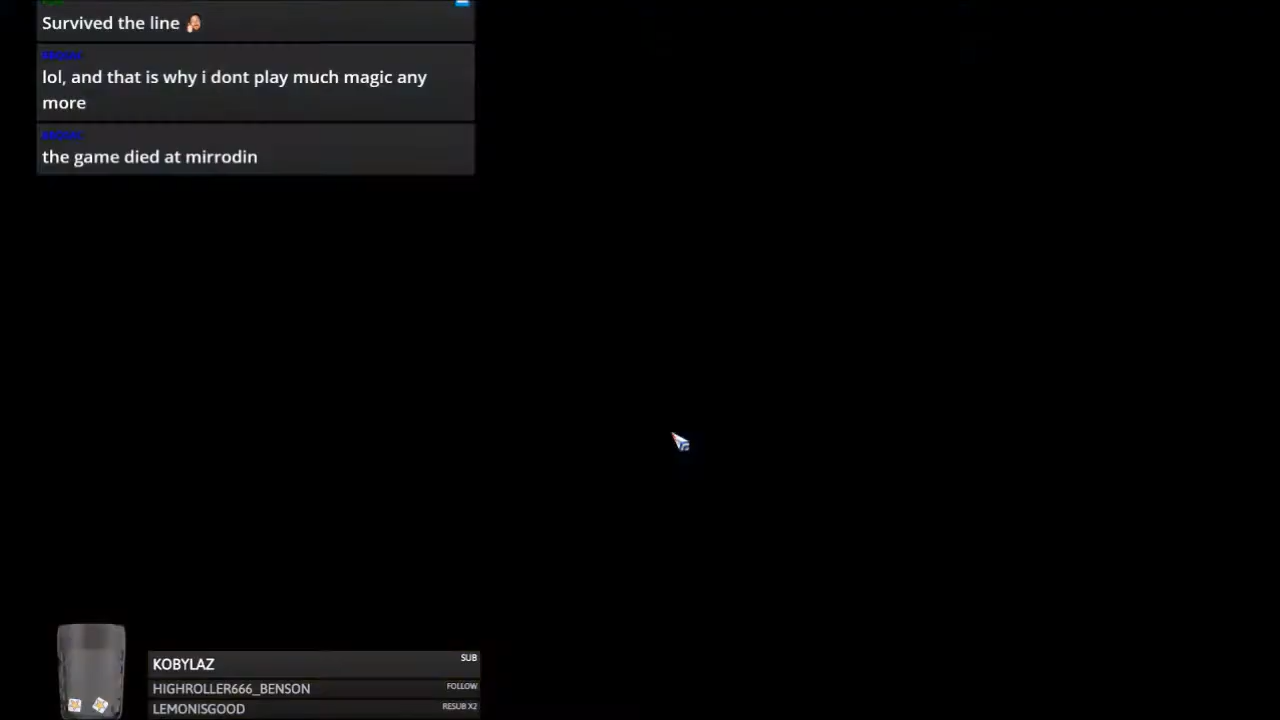 Survived the line
lol, and that is why i dont play much magic any
more
the game died at mirrodin
KOBYLAZ
SUB
HIGHROLLER666_BENSON
FOLLOW
LEMONISGOOD
RESUB X2